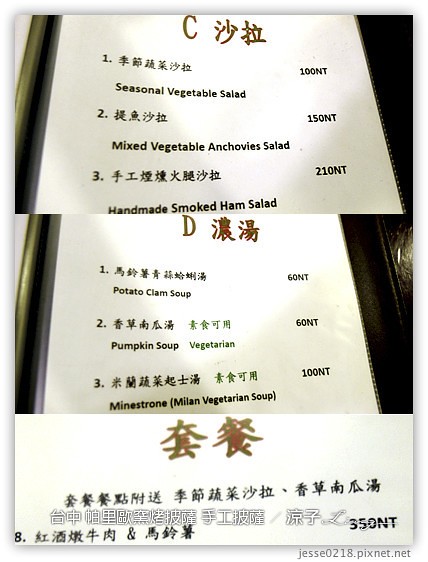 C 沙拉
1. 季節蔬菜沙拉 100NT
Seasonal Vegetable Salad
2. 提魚沙拉 150NT
Mixed Vegetable Anchovies Salad
3. 手工煙燻火腿沙拉 210NT
Handmade Smoked Ham Salad
D 濃湯
1. 馬鈴薯青蒜蛤蜊湯 60NT
Potato Clam Soup
2. 香草南瓜湯 素食可用 60NT
Pumpkin Soup Vegetarian
3. 米蘭蔬菜起士湯 素食可用 100NT
Minestrone (Milan Vegetarian Soup)
套餐
套餐餐點附送 季節蔬菜沙拉、香草南瓜湯
台中 帕里歐窯烤披薩 手工披薩 / 涼子
8. 紅酒燉牛肉 & 馬鈴薯 350NT
jesse0218.pixnet.net